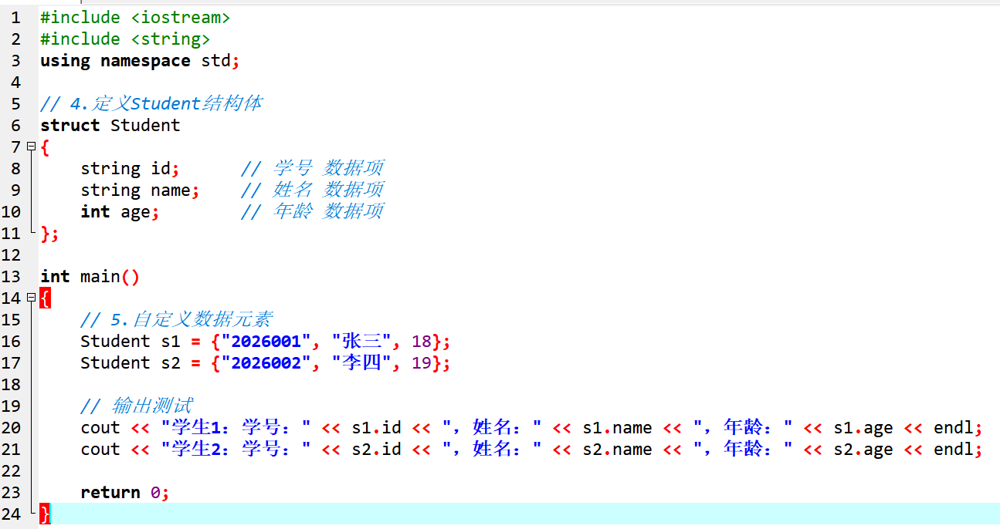 1 #include <iostream>
2 #include <string>
3 using namespace std;
4
5 // 4.定义Student结构体
6 struct Student
7 {
8     string id;      // 学号 数据项
9     string name;    // 姓名 数据项
10     int age;        // 年龄 数据项
11 };
12
13 int main()
14 {
15     // 5.自定义数据元素
16     Student s1 = {"2026001", "张三", 18};
17     Student s2 = {"2026002", "李四", 19};
18
19     // 输出测试
20     cout << "学生1：学号：" << s1.id << "，姓名：" << s1.name << "，年龄：" << s1.age << endl;
21     cout << "学生2：学号：" << s2.id << "，姓名：" << s2.name << "，年龄：" << s2.age << endl;
22
23     return 0;
24 }